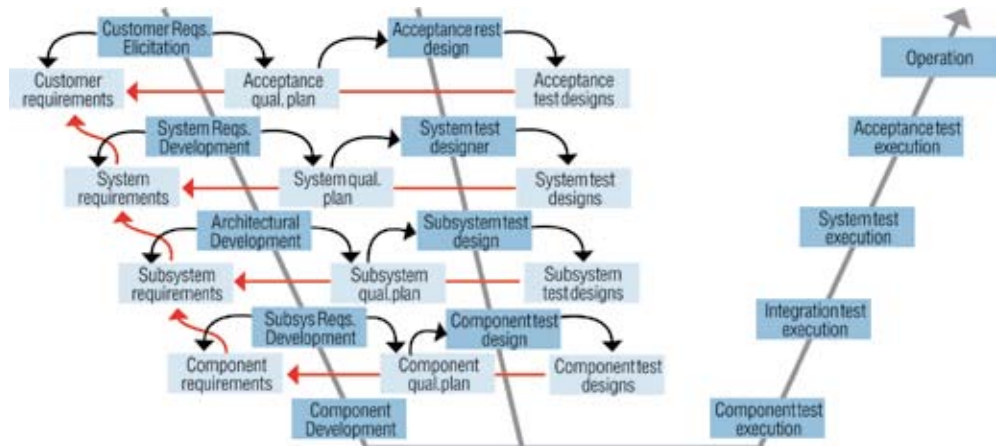 Customer Reqs.
Elicitation
Acceptance rest
design
Operation
Customer
requirements
Acceptance
qual. plan
Acceptance
test designs
System Reqs.
Development
System test
designer
Acceptance test
execution
System
requirements
System qual.
plan
System test
designs
Architectural
Development
Subsystem test
design
System test
execution
Subsystem
requirements
Subsystem
qual.plan
Subsystem
test designs
Subsys Reqs.
Development
Component test
design
Integration test
execution
Component
requirements
Component
qual.plan
Component test
designs
Component
Development
Component test
execution